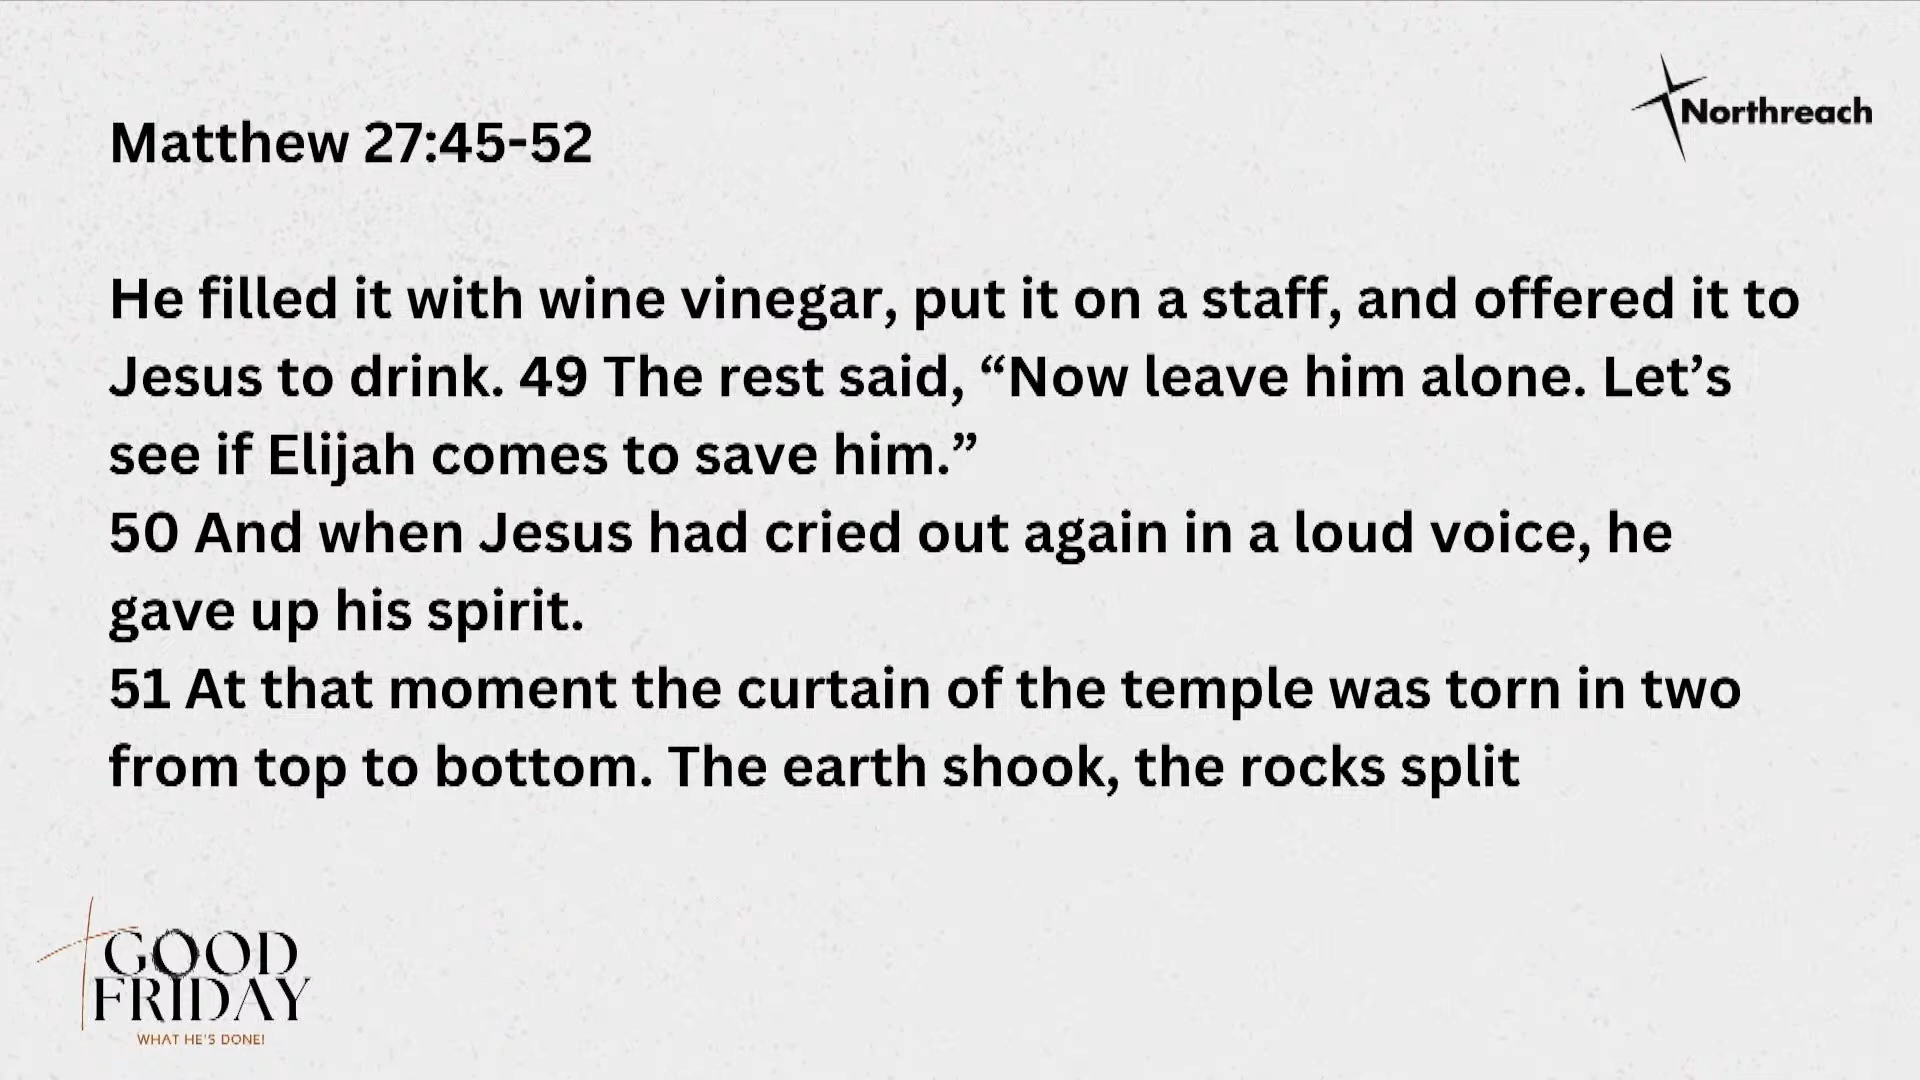 Northreach
Matthew 27:45-52
He filled it with wine vinegar, put it on a staff, and offered it to
Jesus to drink. 49 The rest said, “Now leave him alone. Let’s
see if Elijah comes to save him.”
50 And when Jesus had cried out again in a loud voice, he
gave up his spirit.
51 At that moment the curtain of the temple was torn in two
from top to bottom. The earth shook, the rocks split
GOOD
FRIDAY
WHAT HE'S DONE!